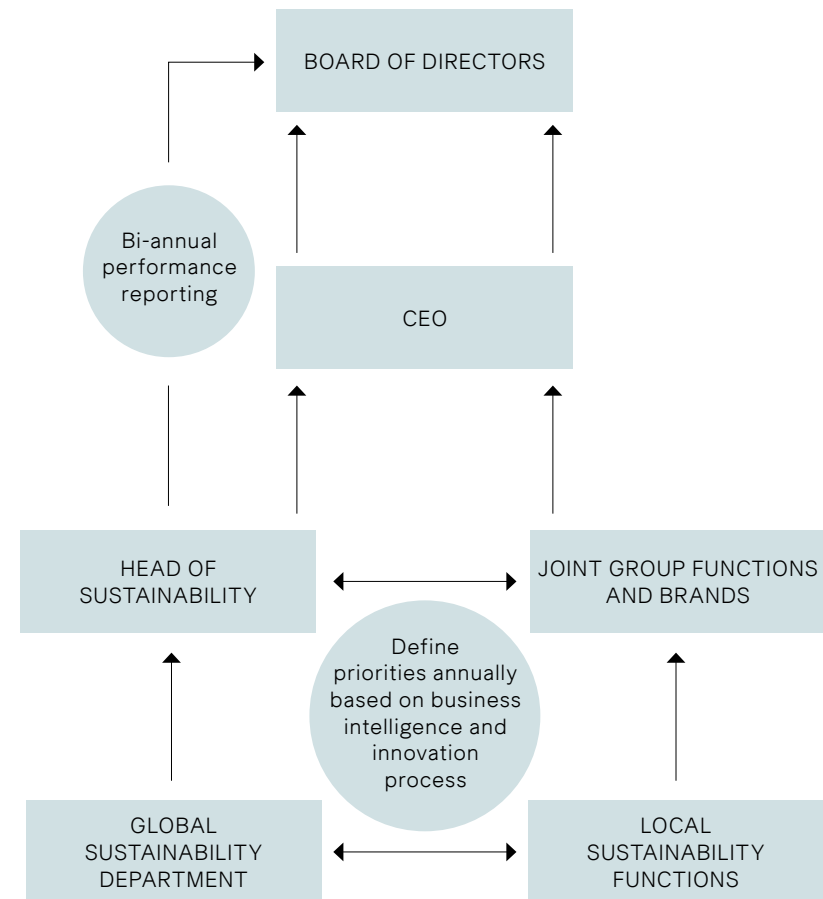 BOARD OF DIRECTORS
Bi-annual
performance
reporting
CEO
HEAD OF
SUSTAINABILITY
JOINT GROUP FUNCTIONS
AND BRANDS
Define
priorities annually
based on business
intelligence and
innovation
process
GLOBAL
SUSTAINABILITY
DEPARTMENT
LOCAL
SUSTAINABILITY
FUNCTIONS